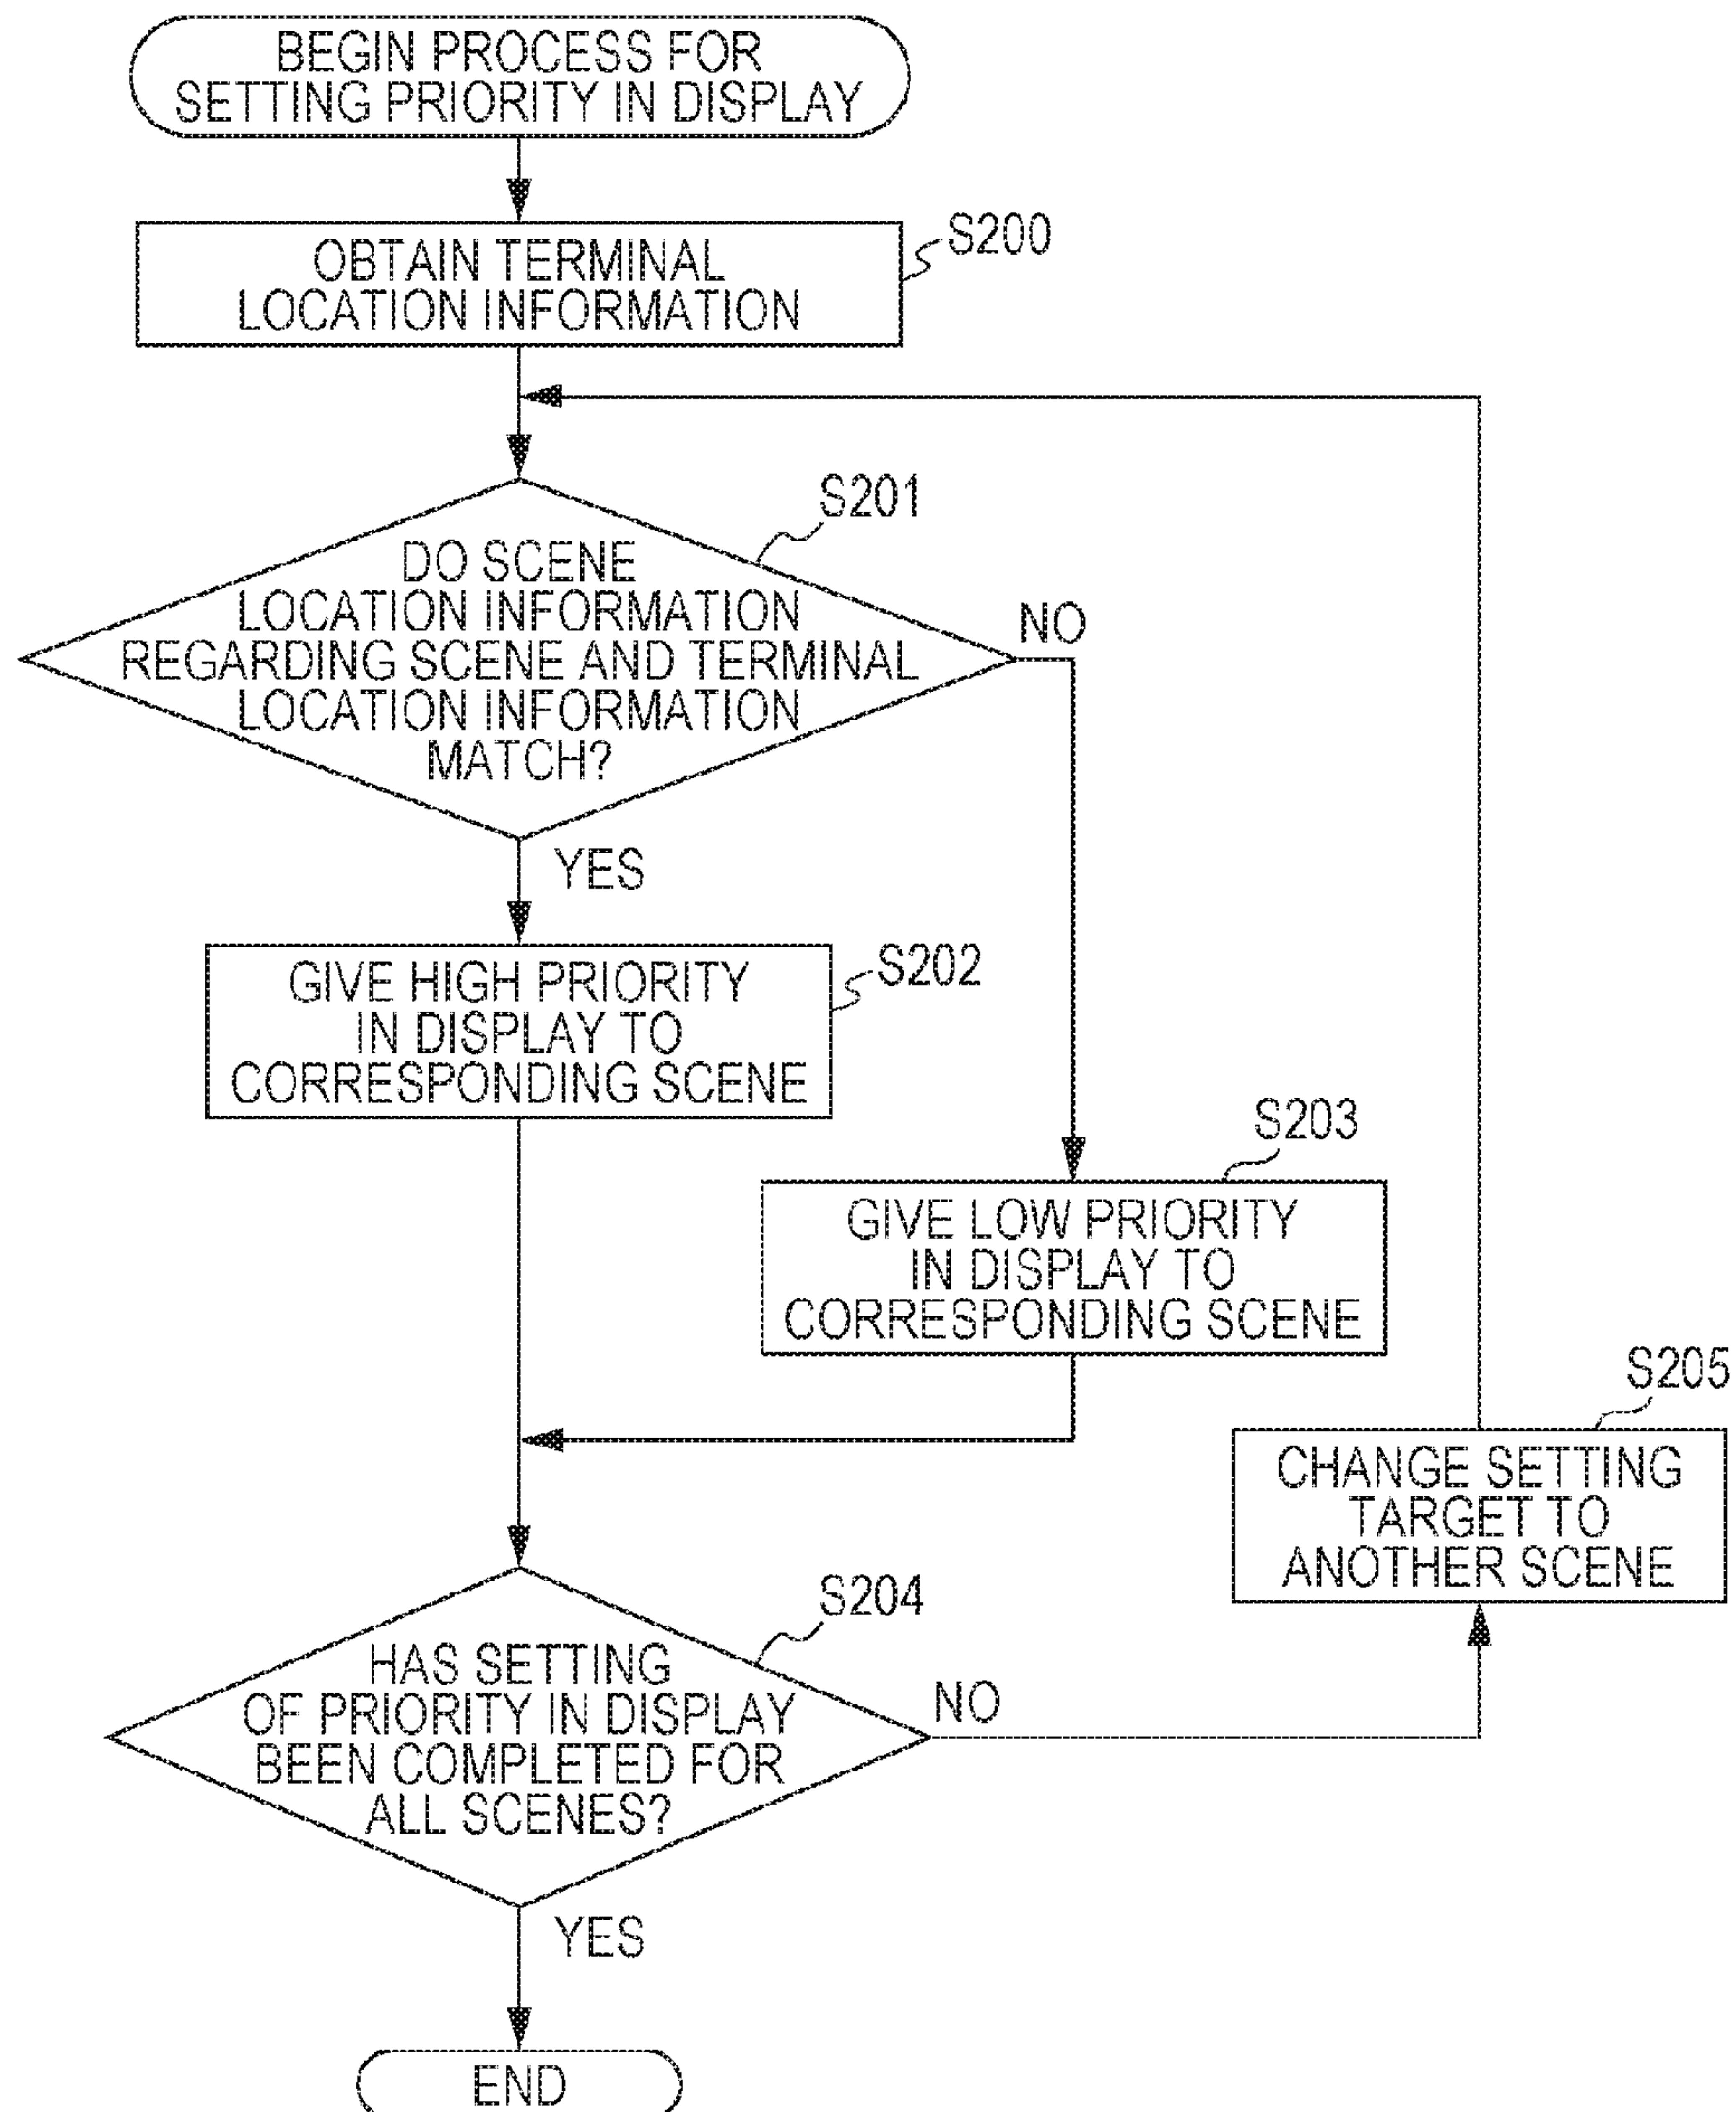 BEGIN PROCESS FOR
SETTING PRIORITY IN DISPLAY
S200
OBTAIN TERMINAL
LOCATION INFORMATION
S201
DO SCENE
LOCATION INFORMATION
REGARDING SCENE AND TERMINAL
LOCATION INFORMATION
MATCH?
NO
YES
S202
GIVE HIGH PRIORITY
IN DISPLAY TO
CORRESPONDING SCENE
S203
GIVE LOW PRIORITY
IN DISPLAY TO
CORRESPONDING SCENE
S205
CHANGE SETTING
TARGET TO
ANOTHER SCENE
S204
HAS SETTING
OF PRIORITY IN DISPLAY
BEEN COMPLETED FOR
ALL SCENES?
NO
YES
END